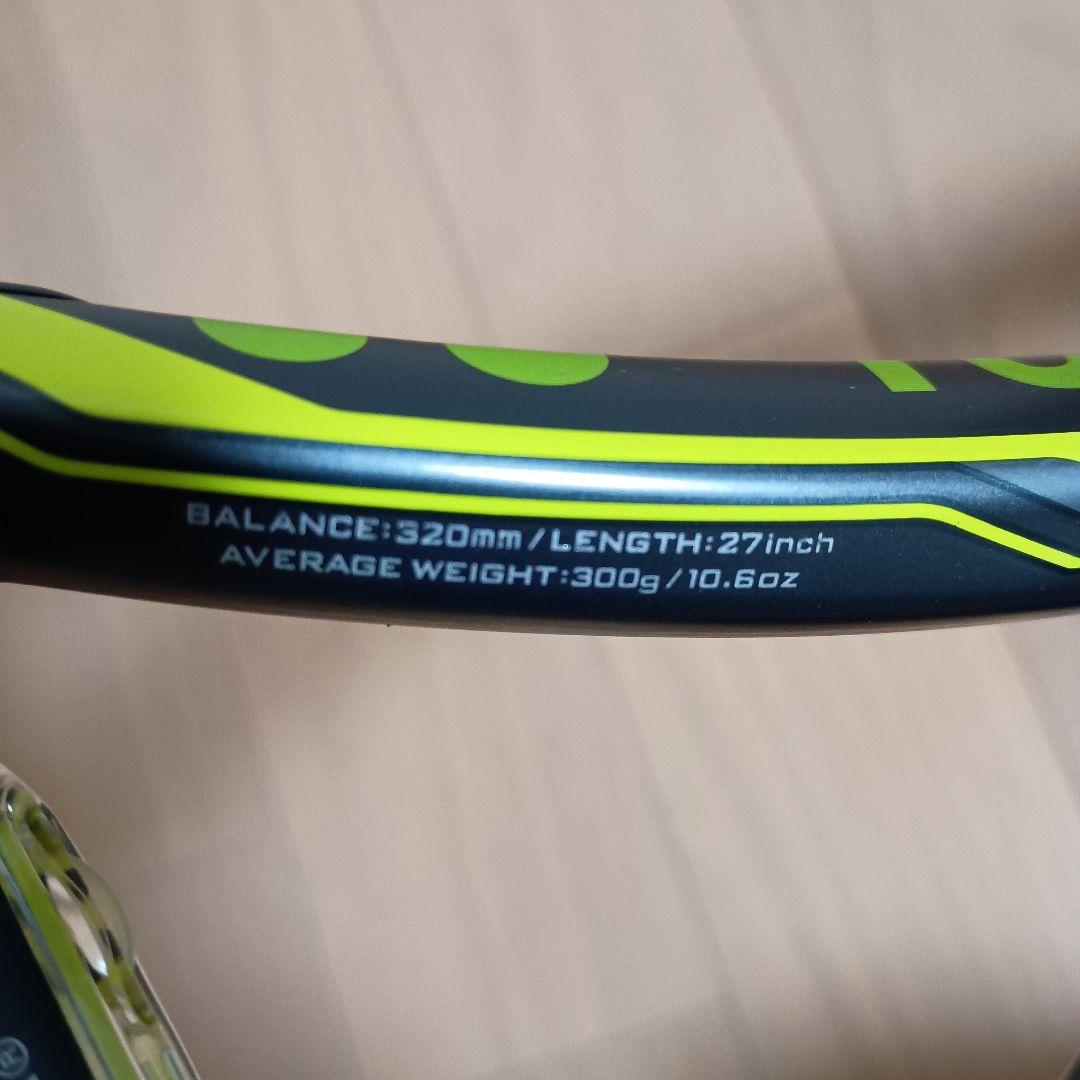 BALANCE:320mm/LENGTH:27inch
AVERAGE WEIGHT:300g/10.6oz
®